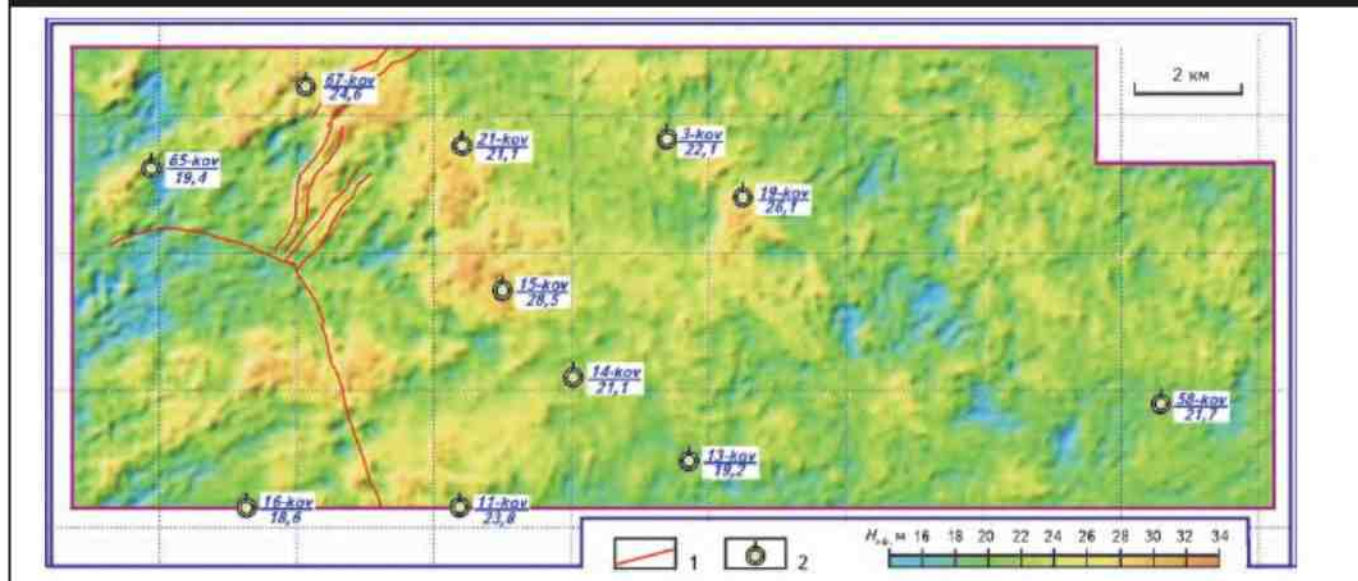 2 км
67-kov
24,6
21-kov
21,1
3-kov
22,1
65-kov
19,4
19-kov
26,1
15-kov
28,5
14-kov
21,1
58-kov
21,7
13-kov
19,2
16-kov
18,6
11-kov
23,8
1 2
Hэф, м 16 18 20 22 24 26 28 30 32 34